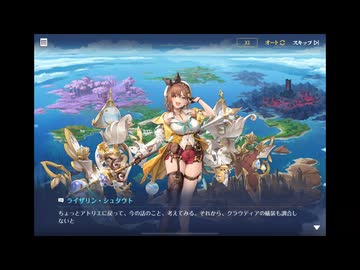 X1
オート
スキップ
ライザリン・シュタウト
ちょっとアトリエに戻って、今の話のこと、考えてみる。それから、クラウディアの艤装も調合し
ないと